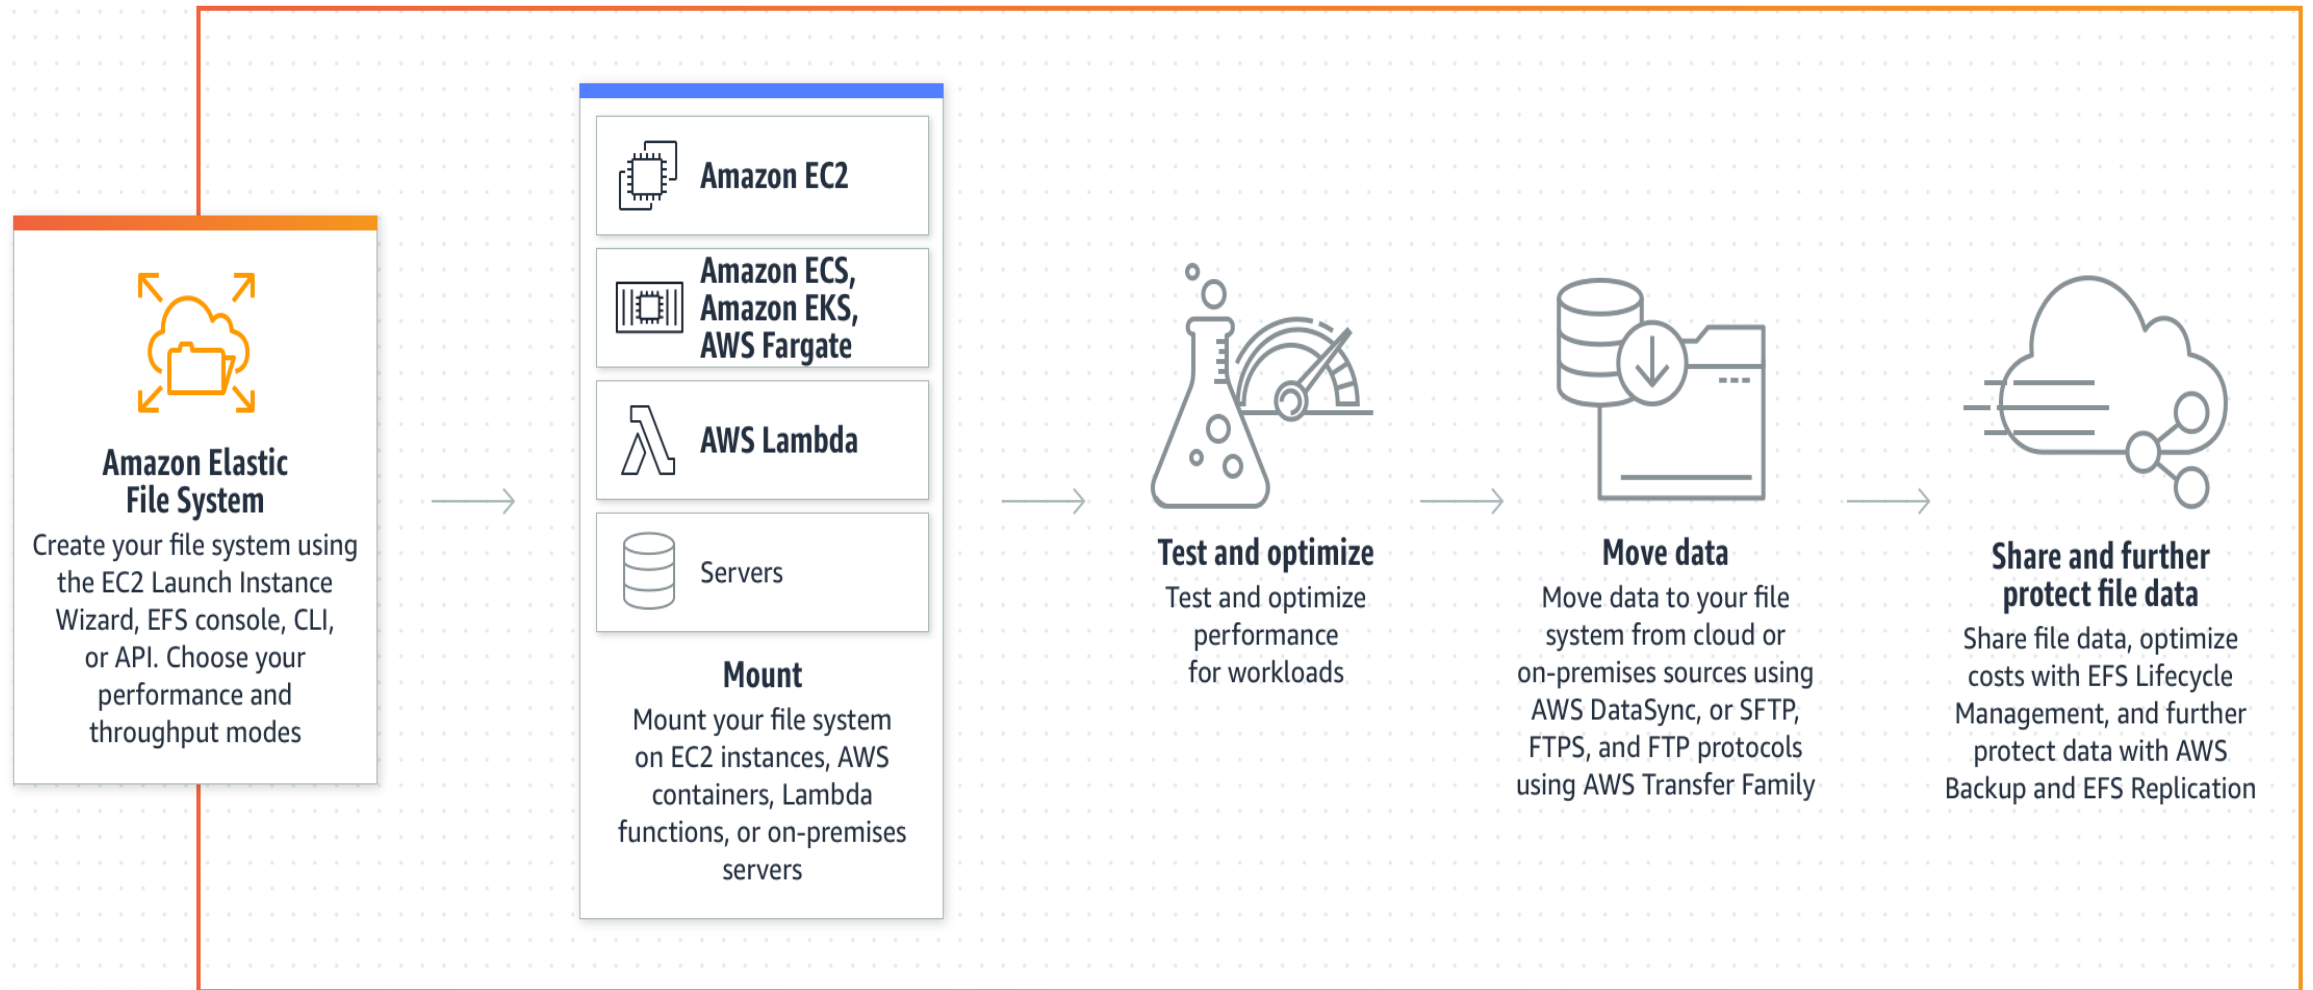 Amazon Elastic
File System
Create your file system using
the EC2 Launch Instance
Wizard, EFS console, CLI,
or API. Choose your
performance and
throughput modes
Amazon EC2
Amazon ECS,
Amazon EKS,
AWS Fargate
AWS Lambda
Servers
Mount
Mount your file system
on EC2 instances, AWS
containers, Lambda
functions, or on-premises
servers
Test and optimize
Test and optimize
performance
for workloads
Move data
Move data to your file
system from cloud or
on-premises sources using
AWS DataSync, or SFTP,
FTPS, and FTP protocols
using AWS Transfer Family
Share and further
protect file data
Share file data, optimize
costs with EFS Lifecycle
Management, and further
protect data with AWS
Backup and EFS Replication